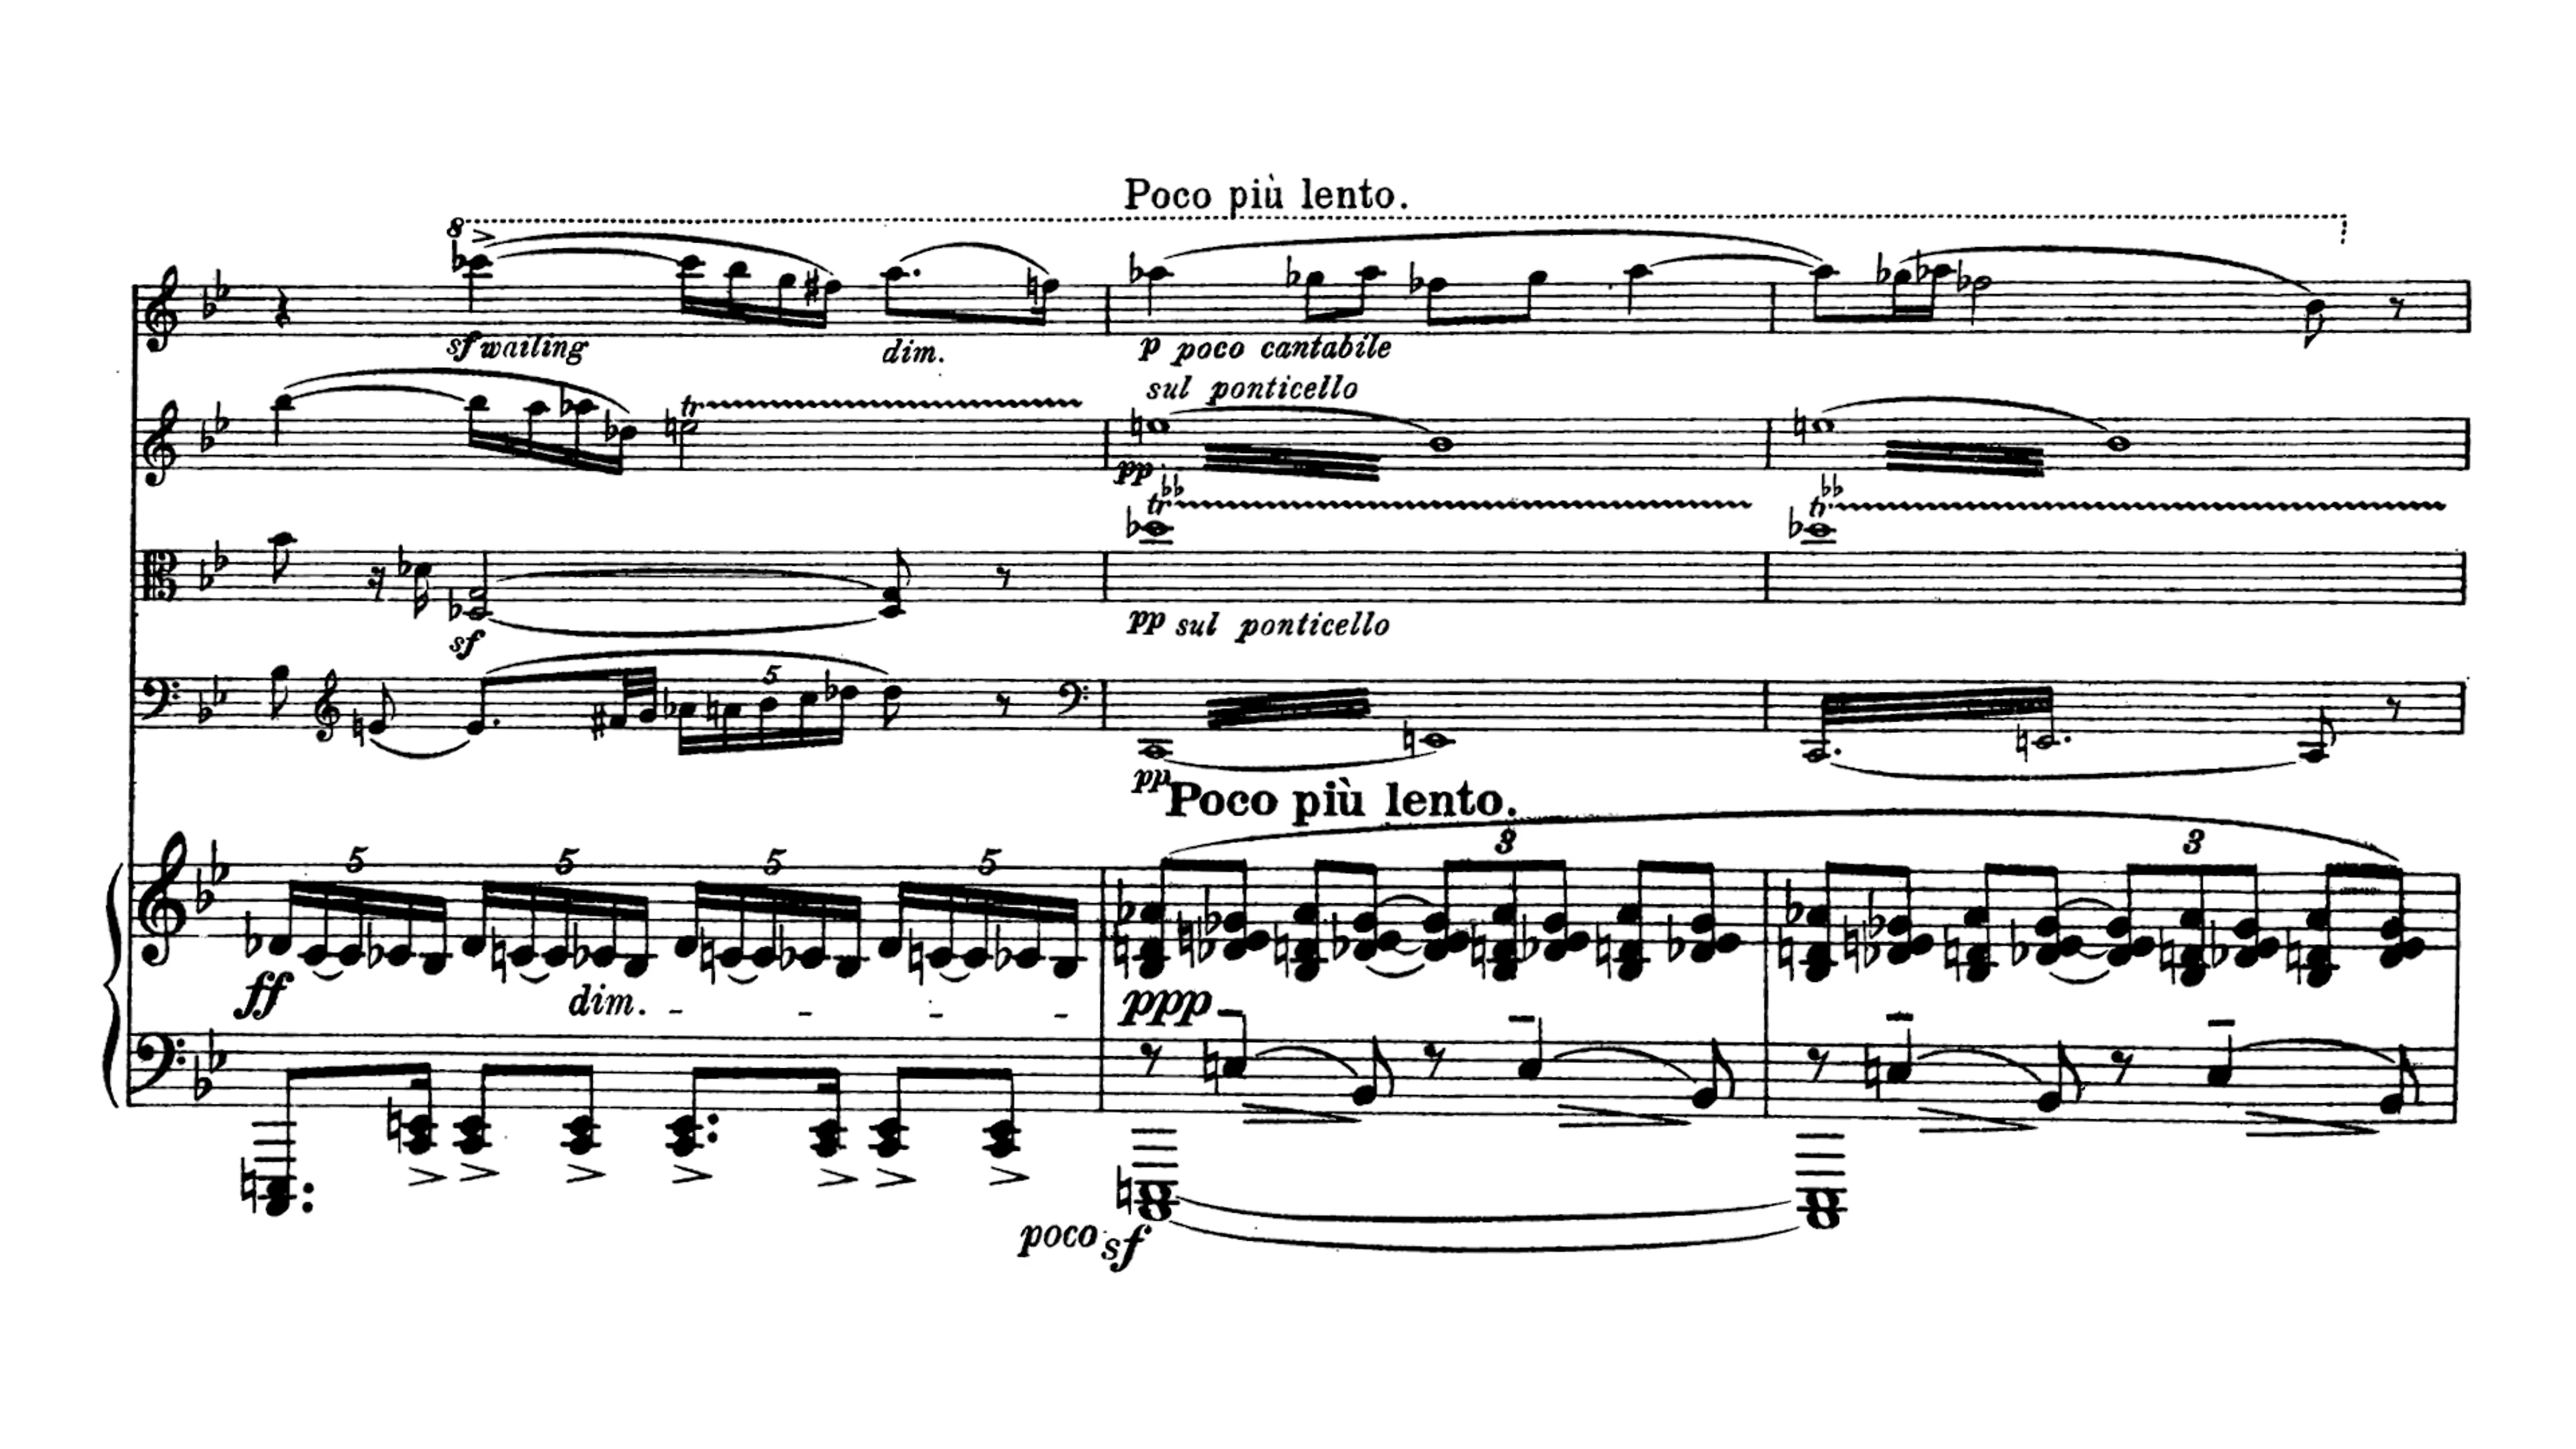 Poco più lento.
8
sf wailing
dim.
p poco cantabile
sul ponticello
tr
pp
tr
tr
sf
pp sul ponticello
5
pp
Poco più lento.
5 5 5 5
3 3
ff
dim.
ppp
poco sf